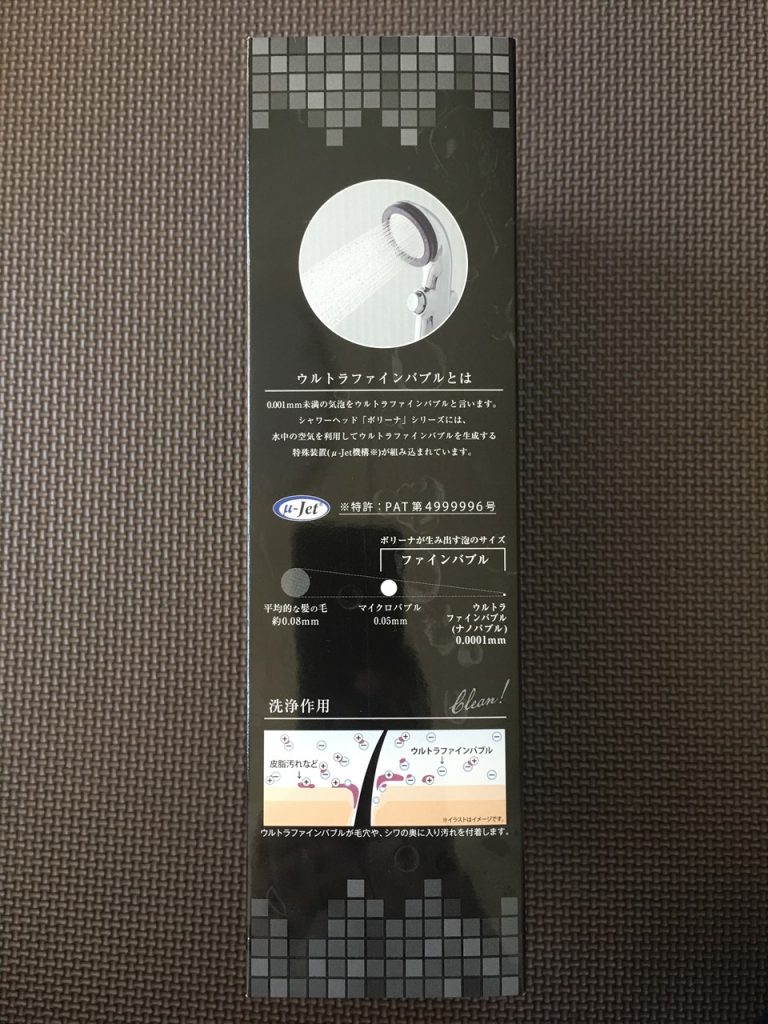 ウルトラファインバブルとは
0.001mm未満の気泡をウルトラファインバブルと言います。
シャワーヘッド「ボリーナ」シリーズには、
水中の空気を利用してウルトラファインバブルを生成する
特殊装置(μ-Jet機構※)が組み込まれています。
μ-Jet®
※特許：PAT 第4999996号
ボリーナが生み出す泡のサイズ
ファインバブル
平均的な髪の毛
約0.08mm
マイクロバブル
0.05mm
ウルトラ
ファインバブル
(ナノバブル)
0.0001mm
洗浄作用
Clean!
皮脂汚れなど
ウルトラファインバブル
※イラストはイメージです。
ウルトラファインバブルが毛穴や、シワの奥に入り汚れを付着します。